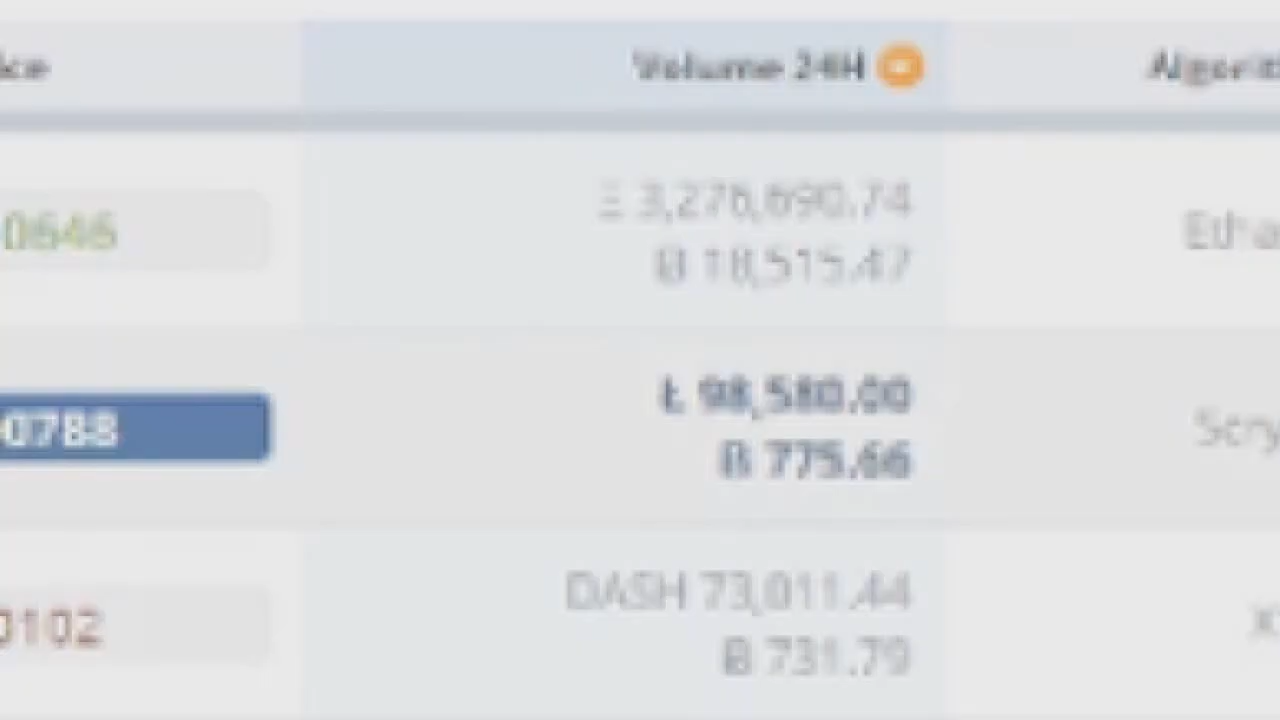 Volume 24H
0646
Ξ 3,276,690.74
Ƀ 18,515.47
0788
Ł 98,580.00
Ƀ 775.66
Scry
0102
DASH 73,011.44
Ƀ 731.79
X